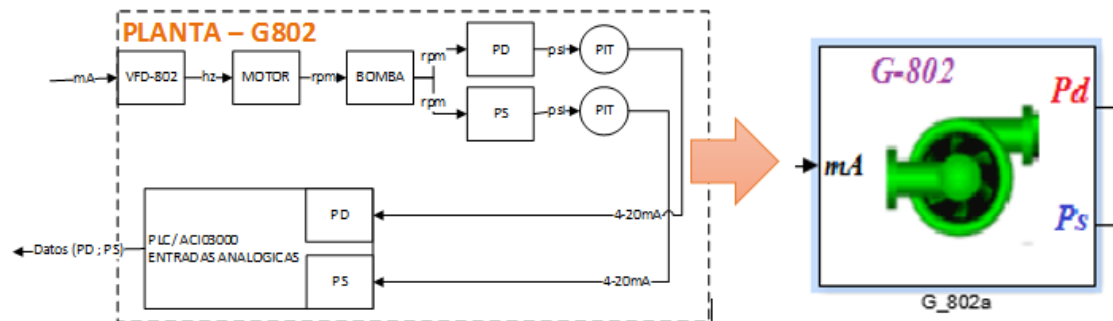 PLANTA – G802
mA
VFD-802
hz
MOTOR
rpm
BOMBA
rpm
rpm
PD
psi
PIT
PS
psi
PIT
PD
4-20mA
PLC/ ACI03000
ENTRADAS ANALOGICAS
Datos (PD ; PS)
PS
4-20mA
G-802
Pd
mA
Ps
G_802a